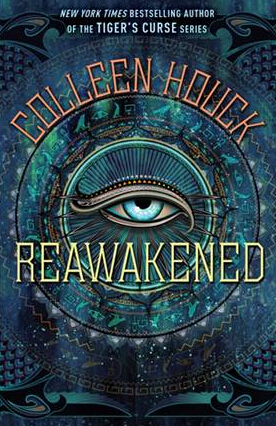 NEW YORK TIMES BESTSELLING AUTHOR
OF THE TIGER'S CURSE SERIES
COLLEEN HOUCK
REAWAKENED